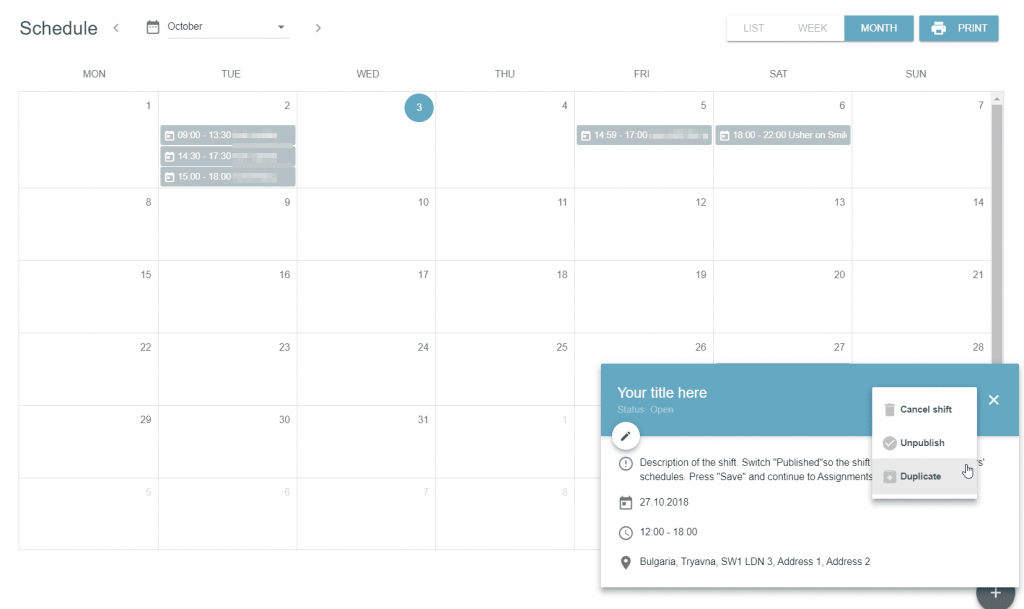 Schedule
October
LIST WEEK MONTH PRINT
MON TUE WED THU FRI SAT SUN
1 2 3 4 5 6 7
09:00 - 13:30
14:59 - 17:00
18:00 - 22:00 Usher on Smil
14:30 - 17:30
15:00 - 18:00
8 9 10 11 12 13 14
15 16 17 18 19 20 21
22 23 24 25 26 27 28
29 30 31 1
5 6 7 8
Your title here
Status: Open
Cancel shift
Unpublish
Duplicate
Description of the shift. Switch "Published"so the shift
schedules. Press "Save" and continue to Assignments
27.10.2018
12:00 - 18:00
Bulgaria, Tryavna, SW1 LDN 3, Address 1, Address 2